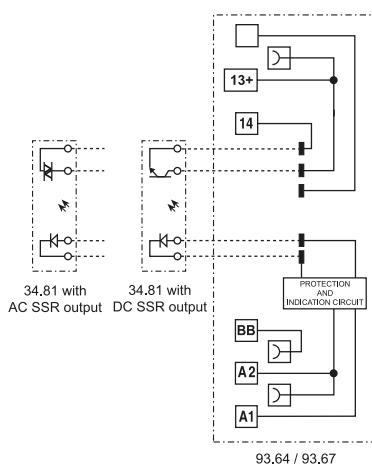 13+
14
34.81 with
AC SSR output
34.81 with
DC SSR output
PROTECTION
AND
INDICATION CIRCUIT
BB
A2
A1
93.64 / 93.67